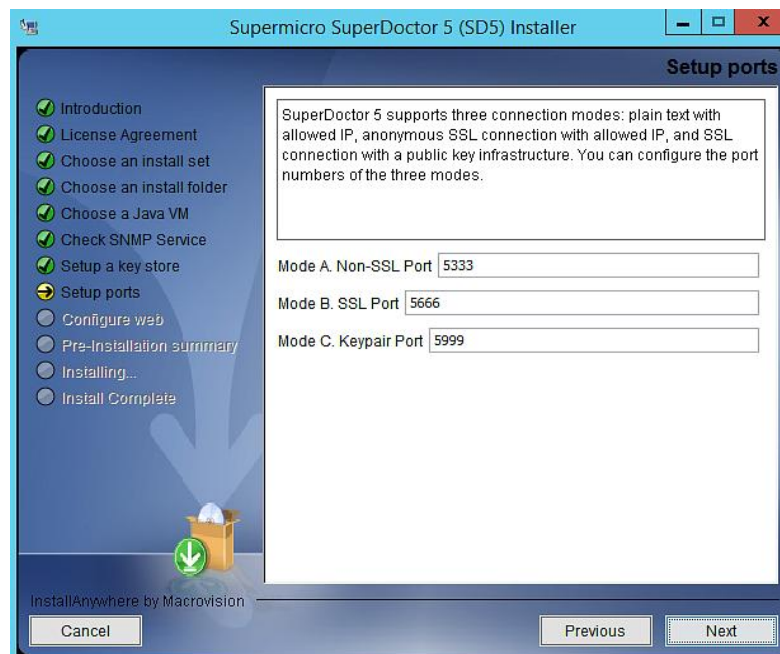 Supermicro SuperDoctor 5 (SD5) Installer
Setup ports
Introduction
License Agreement
Choose an install set
Choose an install folder
Choose a Java VM
Check SNMP Service
Setup a key store
Setup ports
Configure web
Pre-Installation summary
Installing...
Install Complete
SuperDoctor 5 supports three connection modes: plain text with
allowed IP, anonymous SSL connection with allowed IP, and SSL
connection with a public key infrastructure. You can configure the port
numbers of the three modes.
Mode A. Non-SSL Port 5333
Mode B. SSL Port 5666
Mode C. Keypair Port 5999
InstallAnywhere by Macrovision
Cancel
Previous
Next